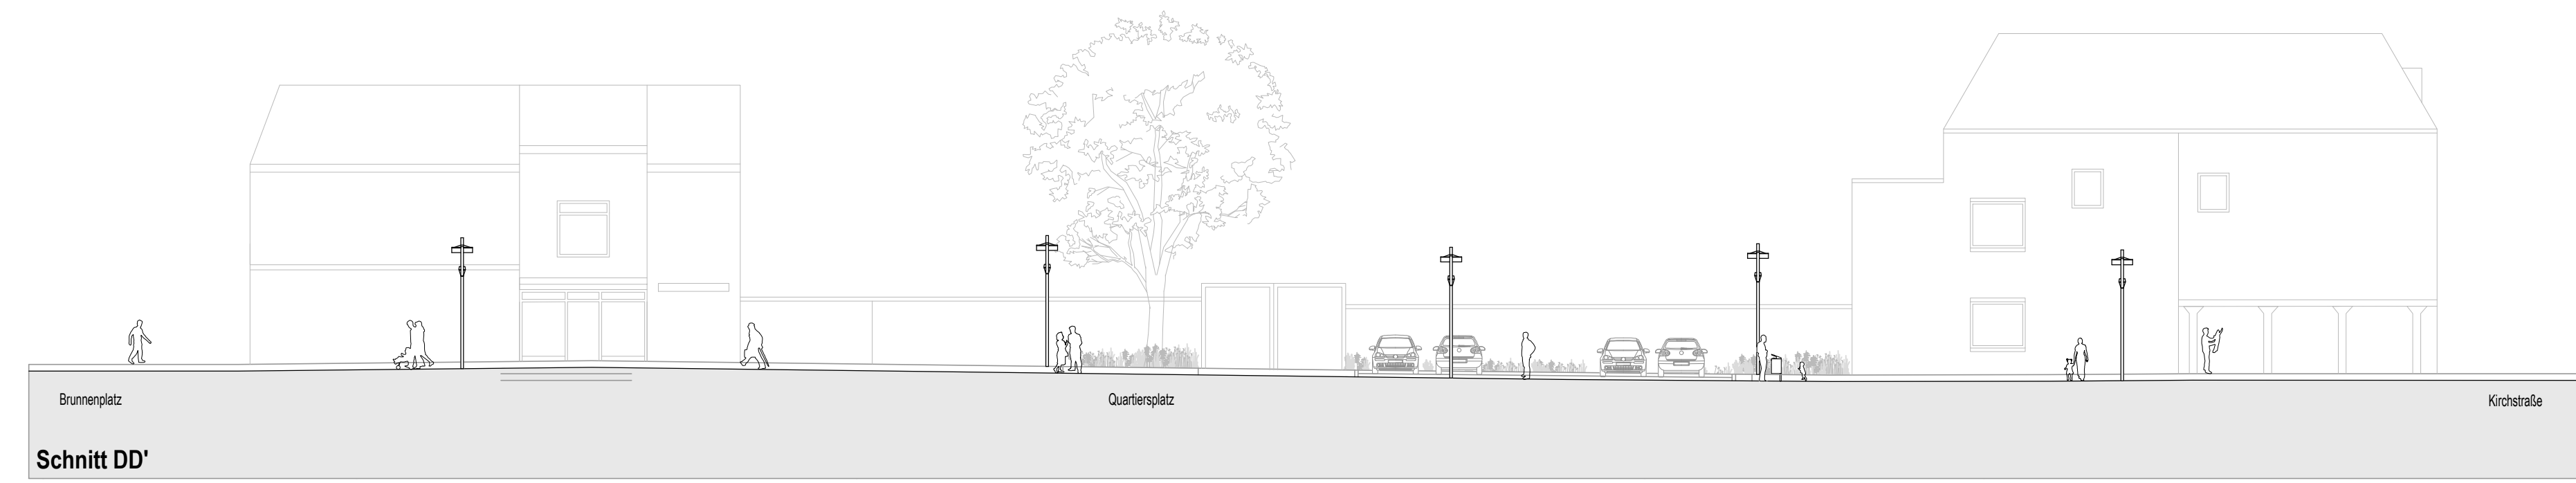 Brunnenplatz
Quartiersplatz
Kirchstraße
Schnitt DD'